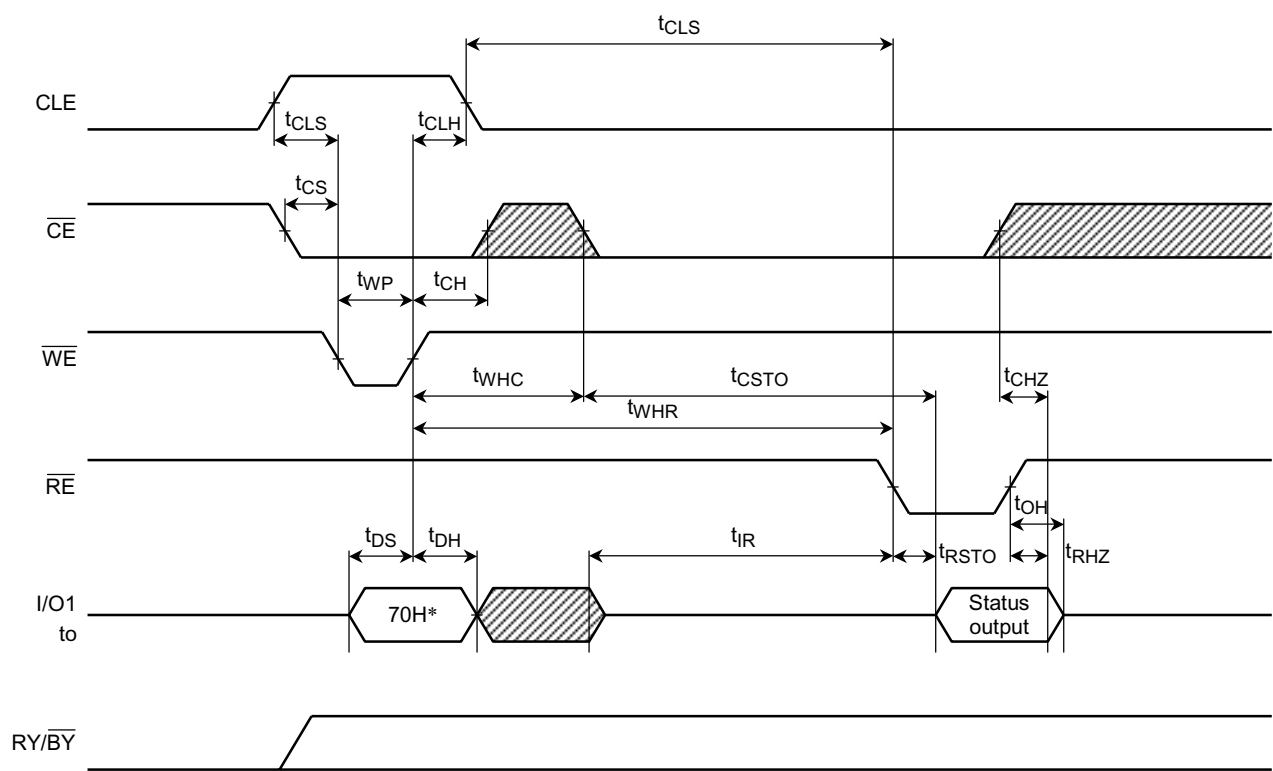 tCLS
CLE
tCLS
tCLH
tCS
CE
tWP
tCH
WE
tWHC
tCSTO
tCHZ
tWHR
RE
tOH
tDS
tDH
tIR
tRSTO
tRHZ
I/O1
to
70H*
Status
output
RY/BY